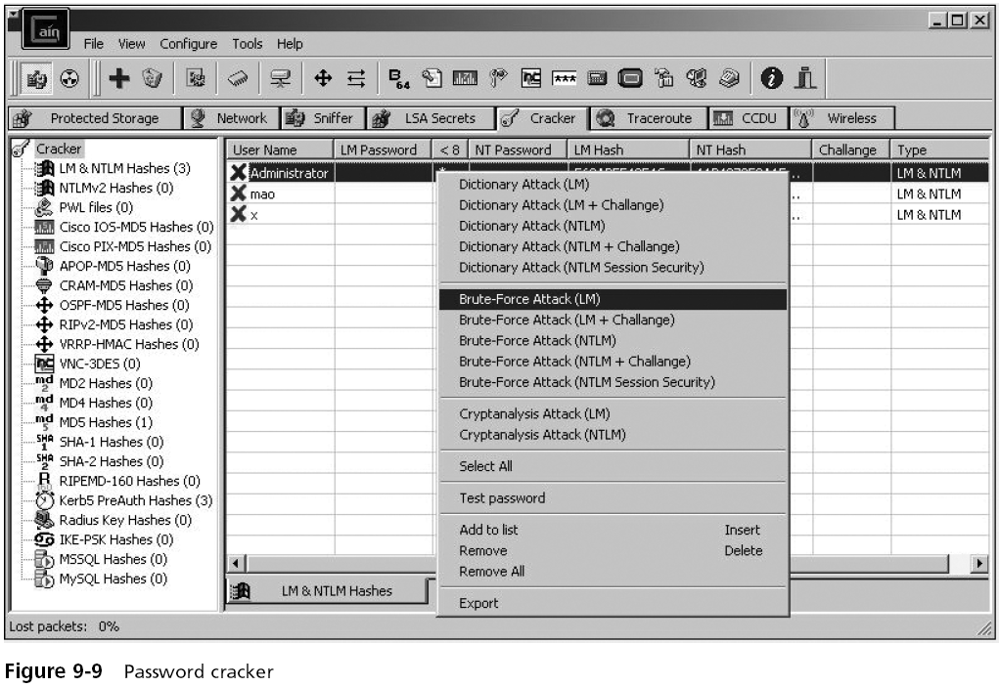 Cain
File View Configure Tools Help
B 64
***
Protected Storage Network Sniffer LSA Secrets Cracker Traceroute CCDU Wireless
Cracker
LM & NTLM Hashes (3)
NTLMv2 Hashes (0)
PWL files (0)
Cisco IOS-MD5 Hashes (0)
Cisco PIX-MD5 Hashes (0)
APOP-MD5 Hashes (0)
CRAM-MD5 Hashes (0)
OSPF-MD5 Hashes (0)
RIPv2-MD5 Hashes (0)
VRRP-HMAC Hashes (0)
VNC-3DES (0)
MD2 Hashes (0)
MD4 Hashes (0)
MD5 Hashes (1)
SHA-1 Hashes (0)
SHA-2 Hashes (0)
RIPEMD-160 Hashes (0)
Kerb5 PreAuth Hashes (3)
Radius Key Hashes (0)
IKE-PSK Hashes (0)
MSSQL Hashes (0)
MySQL Hashes (0)
User Name LM Password < 8 NT Password LM Hash NT Hash Challange Type
Administrator * LM & NTLM
mao LM & NTLM
x LM & NTLM
Dictionary Attack (LM)
Dictionary Attack (LM + Challange)
Dictionary Attack (NTLM)
Dictionary Attack (NTLM + Challange)
Dictionary Attack (NTLM Session Security)
Brute-Force Attack (LM)
Brute-Force Attack (LM + Challange)
Brute-Force Attack (NTLM)
Brute-Force Attack (NTLM + Challange)
Brute-Force Attack (NTLM Session Security)
Cryptanalysis Attack (LM)
Cryptanalysis Attack (NTLM)
Select All
Test password
Add to list Insert
Remove Delete
Remove All
Export
LM & NTLM Hashes
Lost packets: 0%
Figure 9-9 Password cracker